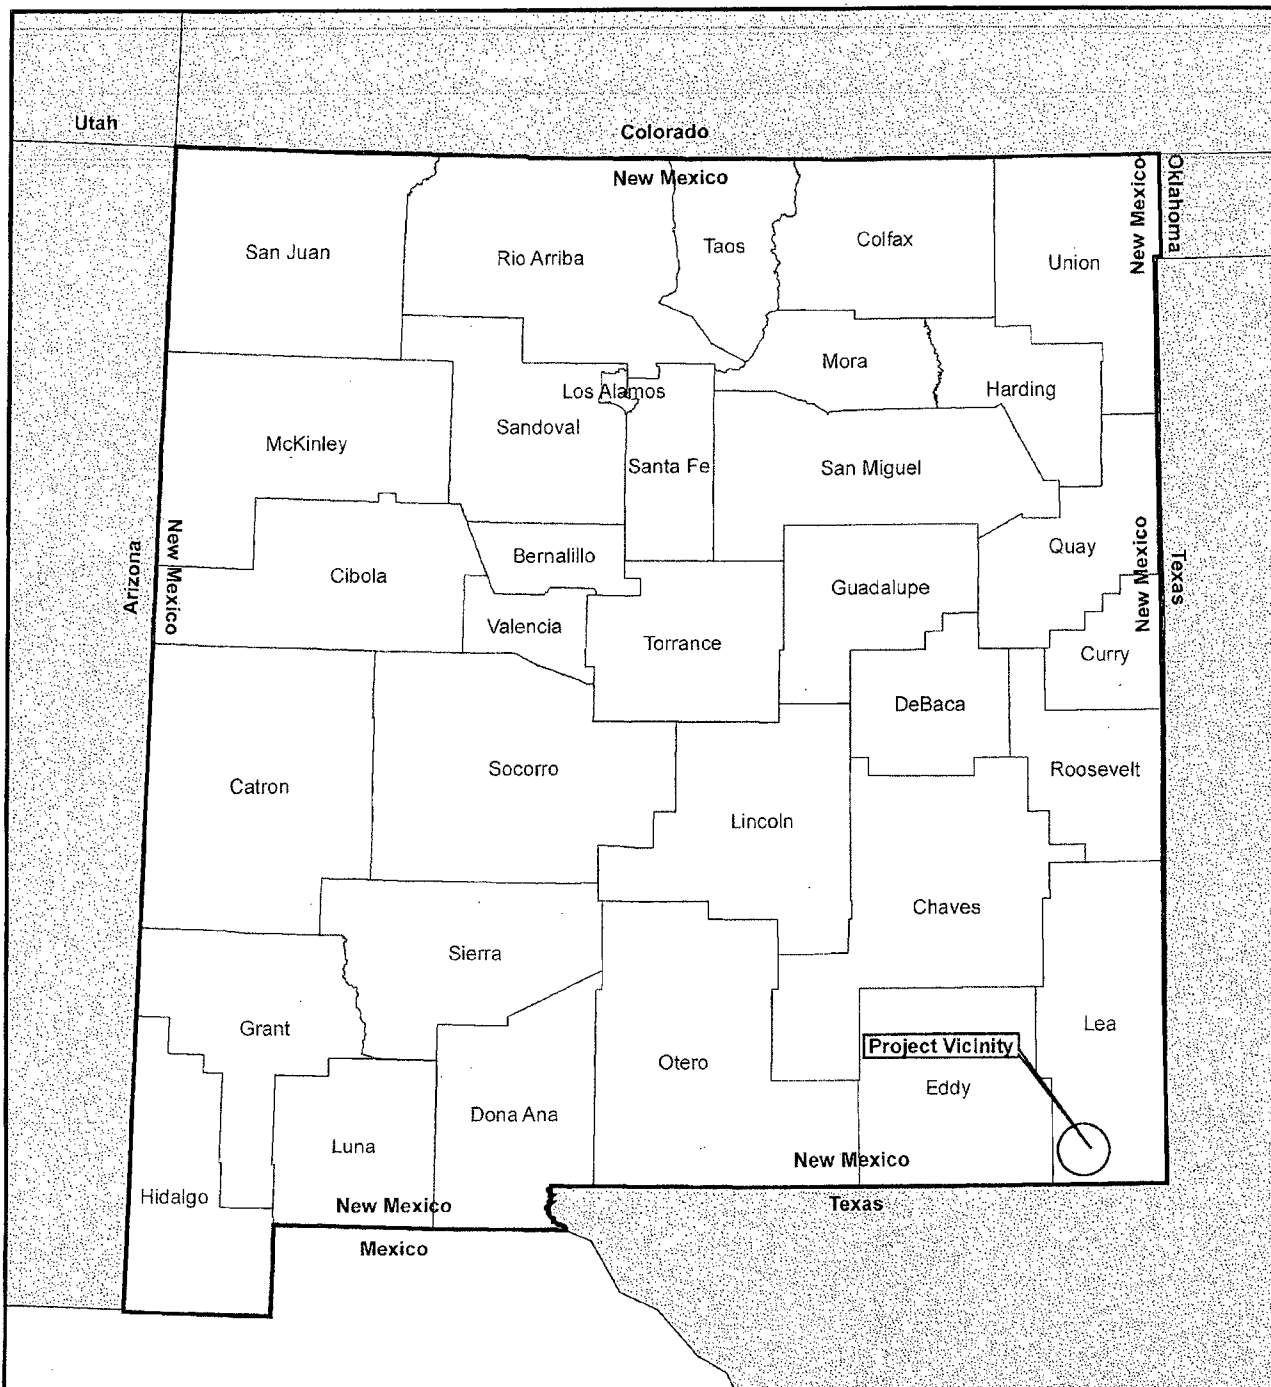 Utah
Colorado
New Mexico
Oklahoma
New Mexico
San Juan
Rio Arriba
Taos
Colfax
Union
Mora
Harding
Los Alamos
McKinley
Sandoval
Santa Fe
San Miguel
Arizona
New Mexico
Cibola
Bernalillo
Valencia
Torrance
Guadalupe
Quay
New Mexico
Texas
Curry
DeBaca
Roosevelt
Catron
Socorro
Lincoln
Chaves
Sierra
Grant
Otero
Lea
Project Vicinity
Eddy
Dona Ana
Luna
Hidalgo
New Mexico
New Mexico
Texas
Mexico